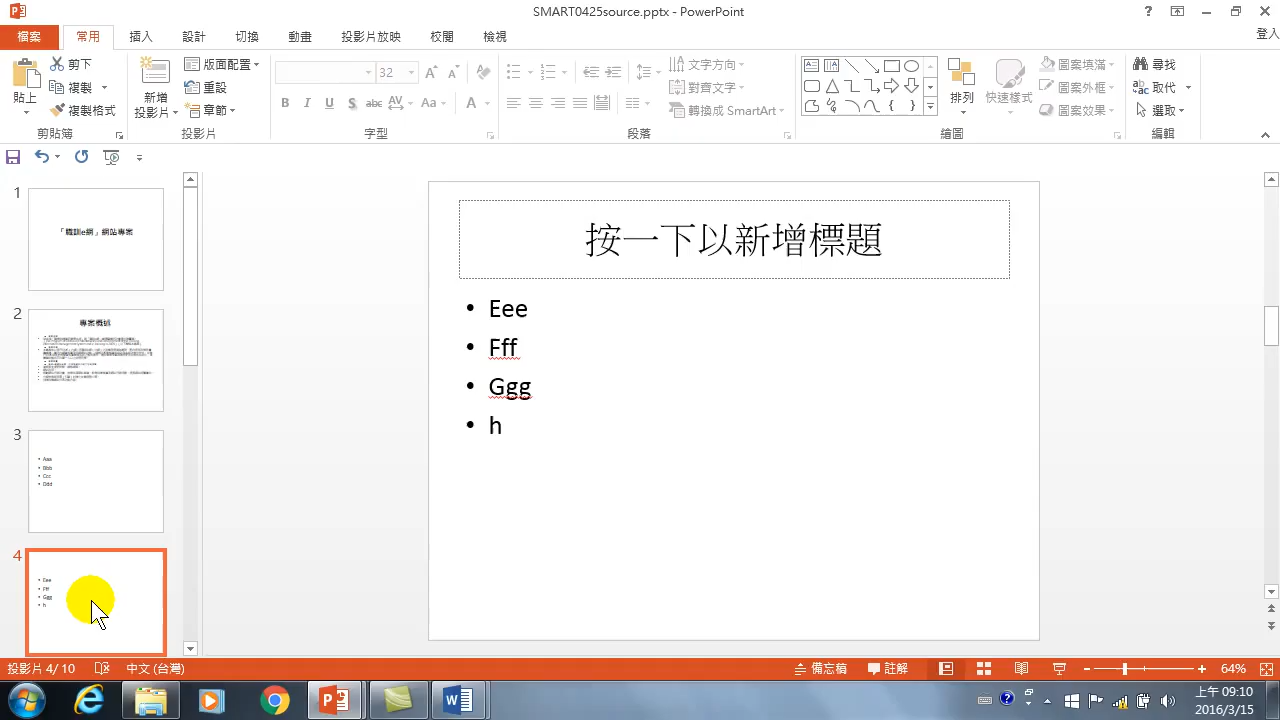 SMART0425source.pptx - PowerPoint
檔案 常用 插入 設計 切換 動畫 投影片放映 校閱 檢視 登入
貼上 剪下 複製 複製格式 剪貼簿
新增投影片 版面配置 重設 章節 投影片
32 字型
B I U S abc AV Aa A
文字方向 對齊文字 轉換成 SmartArt 段落
排列 快速樣式 圖案填滿 圖案外框 圖案效果 繪圖
尋找 取代 選取 編輯
1
「職訓e網」網站專案
2
專案概述
3
Aaa
Bbb
Ccc
Ddd
4
Eee
Fff
Ggg
h
按一下以新增標題
• Eee
• Fff
• Ggg
• h
投影片 4/10 中文 (台灣) 備忘稿 註解 64%
上午 09:10
2016/3/15